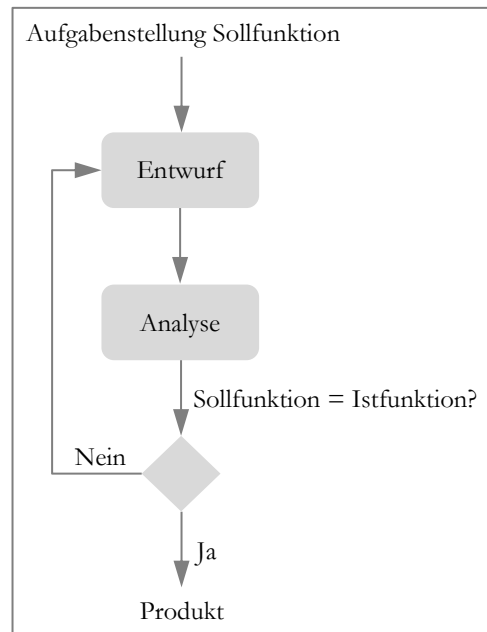 Aufgabenstellung Sollfunktion
Entwurf
Analyse
Sollfunktion = Istfunktion?
Nein
Ja
Produkt